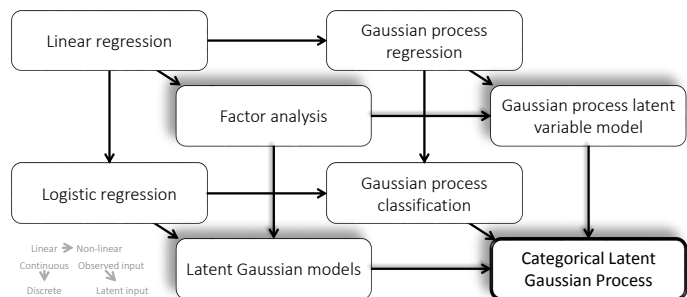 Linear regression
Gaussian process
regression
Factor analysis
Gaussian process latent
variable model
Logistic regression
Gaussian process
classification
Latent Gaussian models
Categorical Latent
Gaussian Process
Linear Non-linear
Continuous Observed input
Discrete Latent input